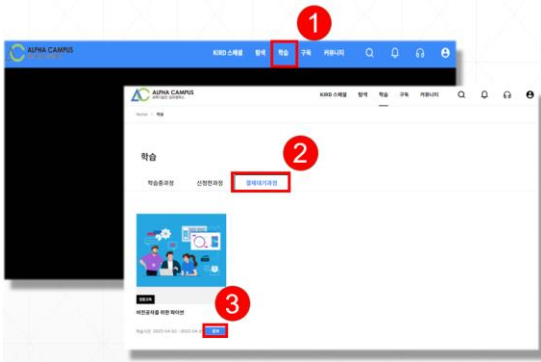 1
ALPHA CAMPUS
KIRD 스페셜 탐색 학습 구독 커뮤니티
ALPHA CAMPUS
KIRD 스페셜 탐색 학습 구독 커뮤니티
Home > 학습
학습
2
학습중과정 신청한과정 결제대기과정
비전공자를 위한 파이썬
3
결제